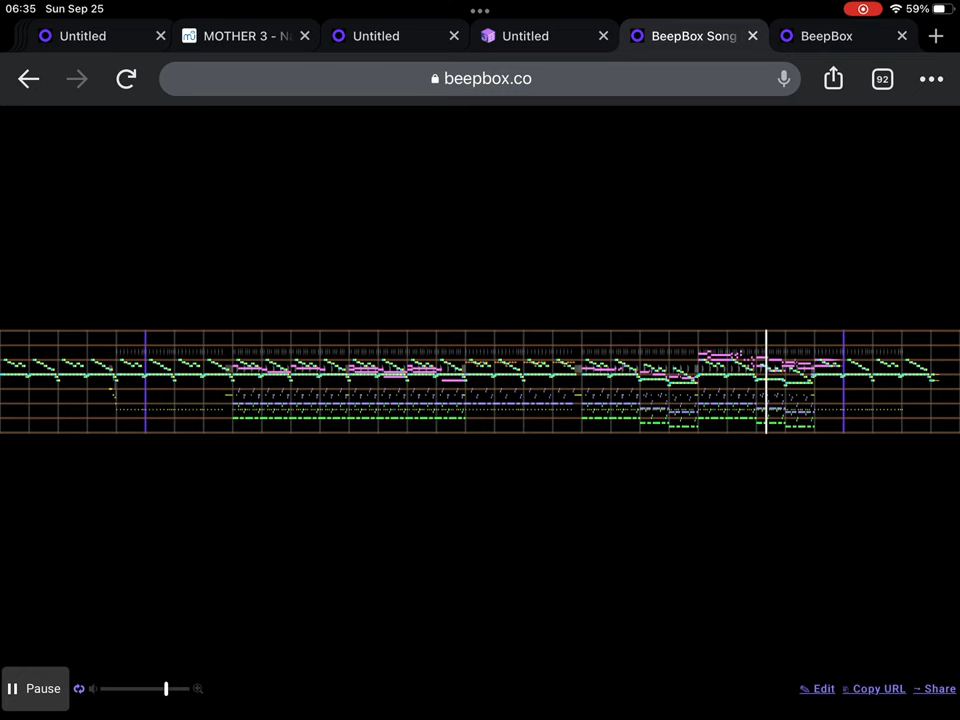 06:35 Sun Sep 25
59%
Untitled
MOTHER 3 - N
Untitled
Untitled
BeepBox Song
BeepBox
beepbox.co
92
Pause
Edit
Copy URL
Share